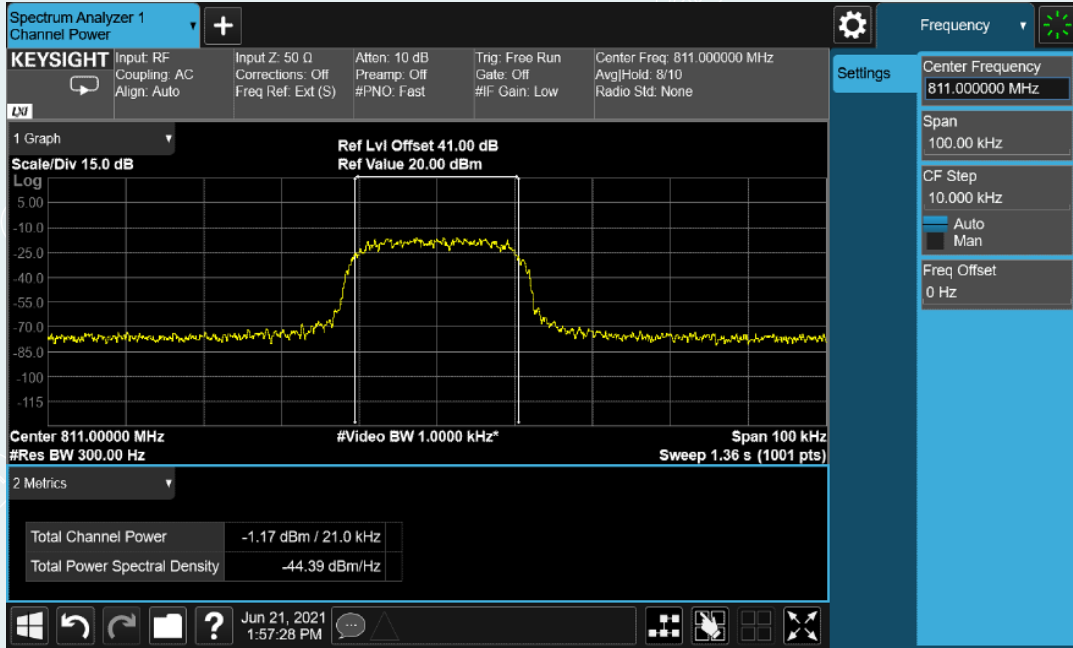 Spectrum Analyzer 1
Channel Power
+
Frequency
KEYSIGHT
LXI
Input: RF
Coupling: AC
Align: Auto
Input Z: 50 Ω
Corrections: Off
Freq Ref: Ext (S)
Atten: 10 dB
Preamp: Off
#PNO: Fast
Trig: Free Run
Gate: Off
#IF Gain: Low
Center Freq: 811.000000 MHz
Avg|Hold: 8/10
Radio Std: None
Settings
Center Frequency
811.000000 MHz
Span
100.00 kHz
CF Step
10.000 kHz
Auto
Man
Freq Offset
0 Hz
1 Graph
Scale/Div 15.0 dB
Log
Ref Lvl Offset 41.00 dB
Ref Value 20.00 dBm
5.00
-10.0
-25.0
-40.0
-55.0
-70.0
-85.0
-100
-115
Center 811.00000 MHz
#Res BW 300.00 Hz
#Video BW 1.0000 kHz*
Span 100 kHz
Sweep 1.36 s (1001 pts)
2 Metrics
Total Channel Power -1.17 dBm / 21.0 kHz
Total Power Spectral Density -44.39 dBm/Hz
?
Jun 21, 2021
1:57:28 PM